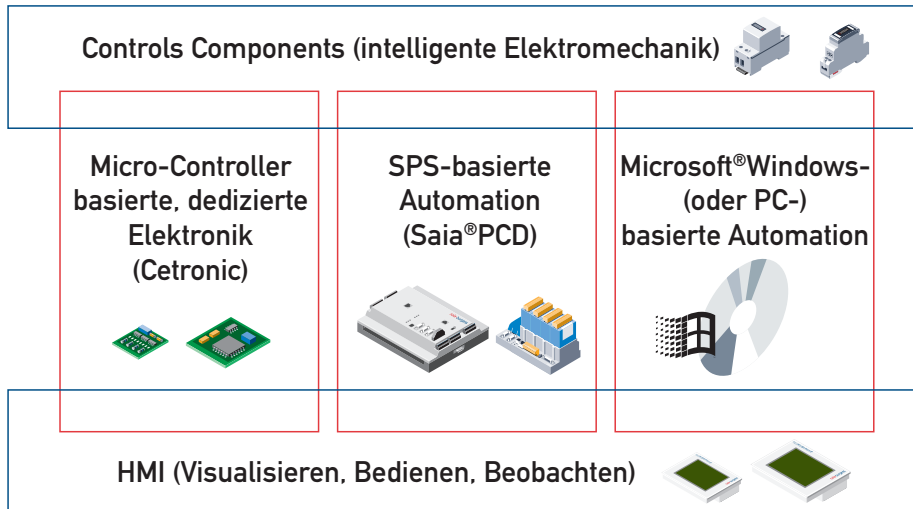 Controls Components (intelligente Elektromechanik)
Micro-Controller
basierte, dedizierte
Elektronik
(Cetronic)
SPS-basierte
Automation
(Saia®PCD)
Microsoft®Windows-
(oder PC-)
basierte Automation
HMI (Visualisieren, Bedienen, Beobachten)